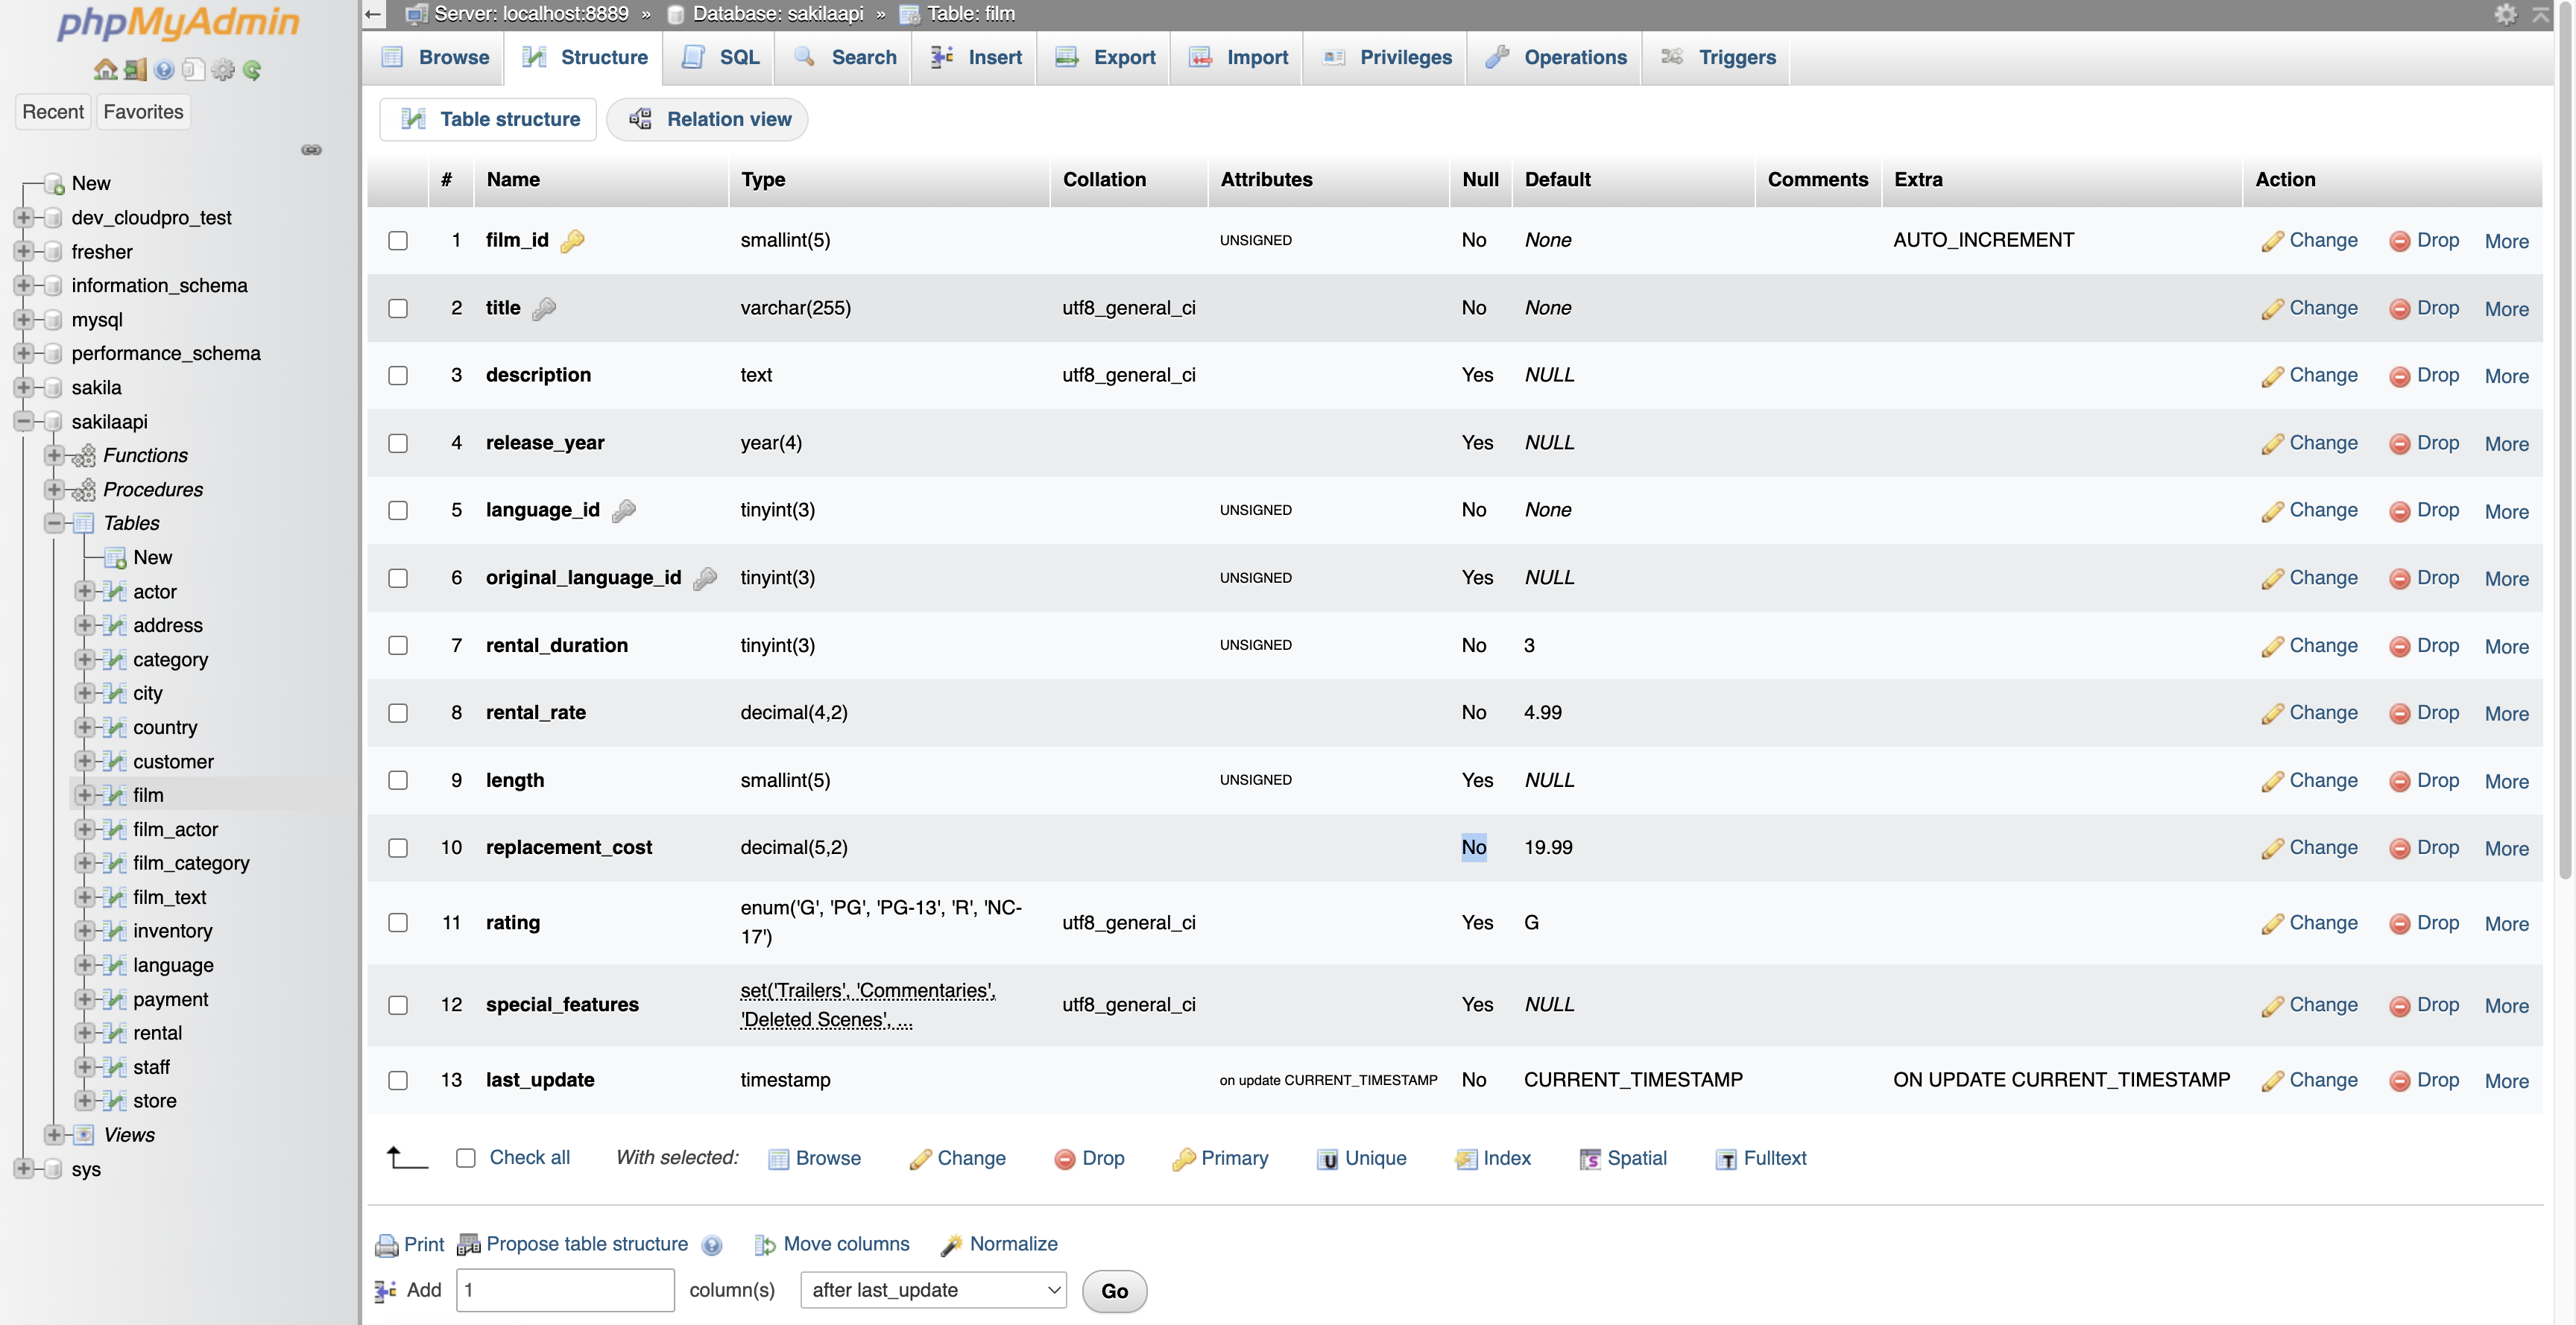 phpMyAdmin
Recent Favorites
New
dev_cloudpro_test
fresher
information_schema
mysql
performance_schema
sakila
sakilaapi
Functions
Procedures
Tables
New
actor
address
category
city
country
customer
film
film_actor
film_category
film_text
inventory
language
payment
rental
staff
store
Views
sys
Server: localhost:8889 » Database: sakilaapi » Table: film
Browse Structure SQL Search Insert Export Import Privileges Operations Triggers
Table structure Relation view
# Name Type Collation Attributes Null Default Comments Extra Action
1 film_id smallint(5) UNSIGNED No None AUTO_INCREMENT Change Drop More
2 title varchar(255) utf8_general_ci No None Change Drop More
3 description text utf8_general_ci Yes NULL Change Drop More
4 release_year year(4) Yes NULL Change Drop More
5 language_id tinyint(3) UNSIGNED No None Change Drop More
6 original_language_id tinyint(3) UNSIGNED Yes NULL Change Drop More
7 rental_duration tinyint(3) UNSIGNED No 3 Change Drop More
8 rental_rate decimal(4,2) No 4.99 Change Drop More
9 length smallint(5) UNSIGNED Yes NULL Change Drop More
10 replacement_cost decimal(5,2) No 19.99 Change Drop More
11 rating enum('G', 'PG', 'PG-13', 'R', 'NC-
17') utf8_general_ci Yes G Change Drop More
12 special_features set('Trailers', 'Commentaries',
'Deleted Scenes', ... utf8_general_ci Yes NULL Change Drop More
13 last_update timestamp on update CURRENT_TIMESTAMP No CURRENT_TIMESTAMP ON UPDATE CURRENT_TIMESTAMP Change Drop More
Check all With selected: Browse Change Drop Primary Unique Index Spatial Fulltext
Print Propose table structure Move columns Normalize
Add 1 column(s) after last_update Go